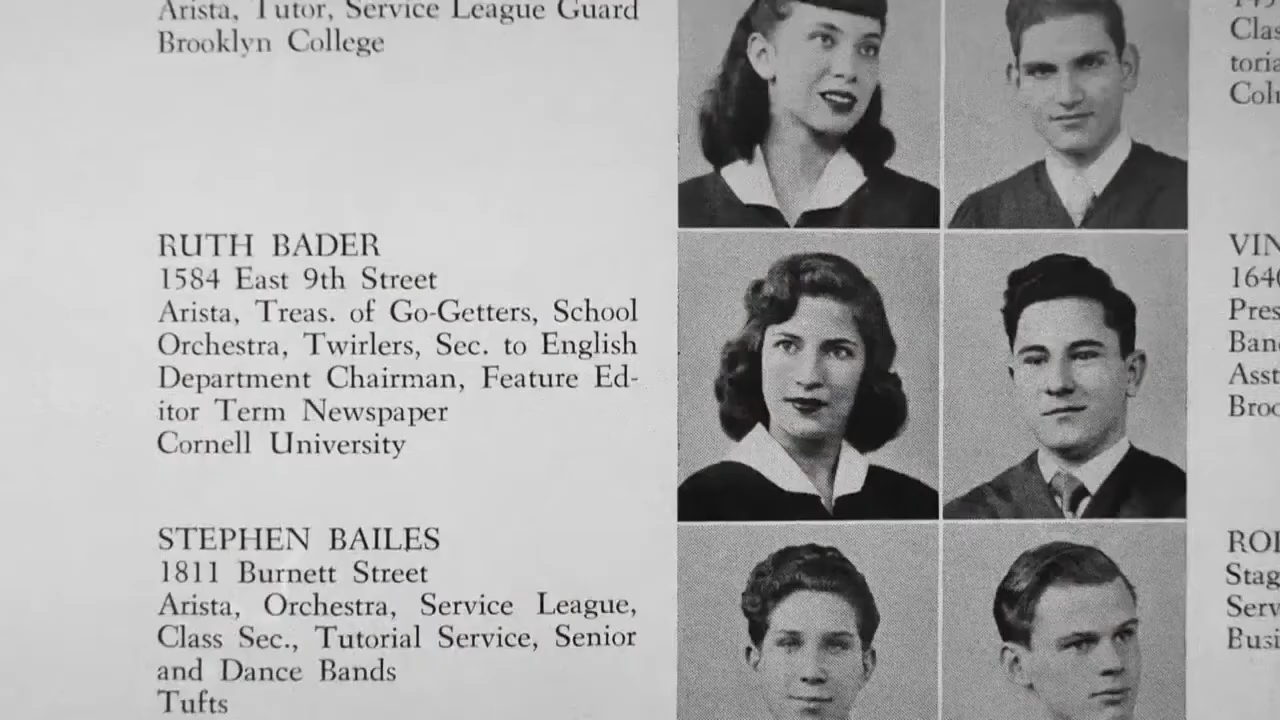 Arista, Tutor, Service League Guard
Brooklyn College
RUTH BADER
1584 East 9th Street
Arista, Treas. of Go-Getters, School
Orchestra, Twirlers, Sec. to English
Department Chairman, Feature Ed-
itor Term Newspaper
Cornell University
STEPHEN BAILES
1811 Burnett Street
Arista, Orchestra, Service League,
Class Sec., Tutorial Service, Senior
and Dance Bands
Tufts